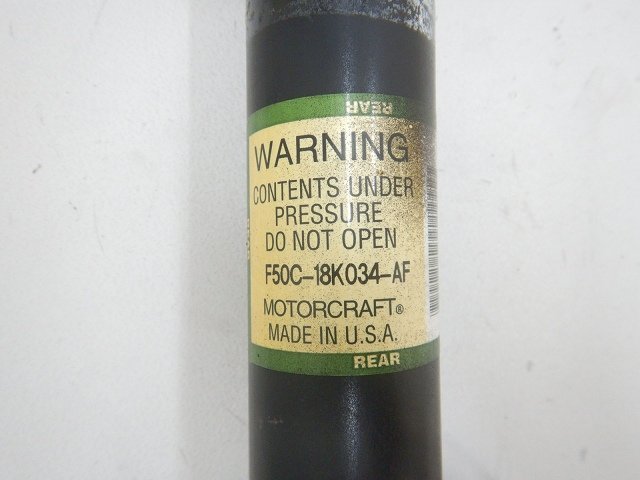 REAR
WARNING
CONTENTS UNDER
PRESSURE
DO NOT OPEN
F50C-18K034-AF
MOTORCRAFT®
MADE IN U.S.A.
REAR